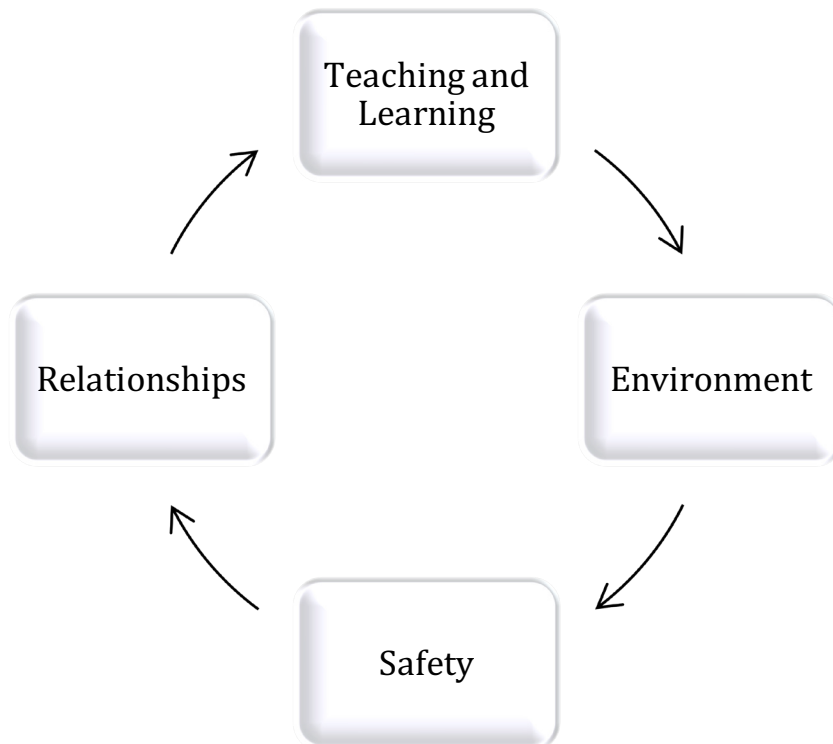 Teaching and
Learning
Relationships
Environment
Safety